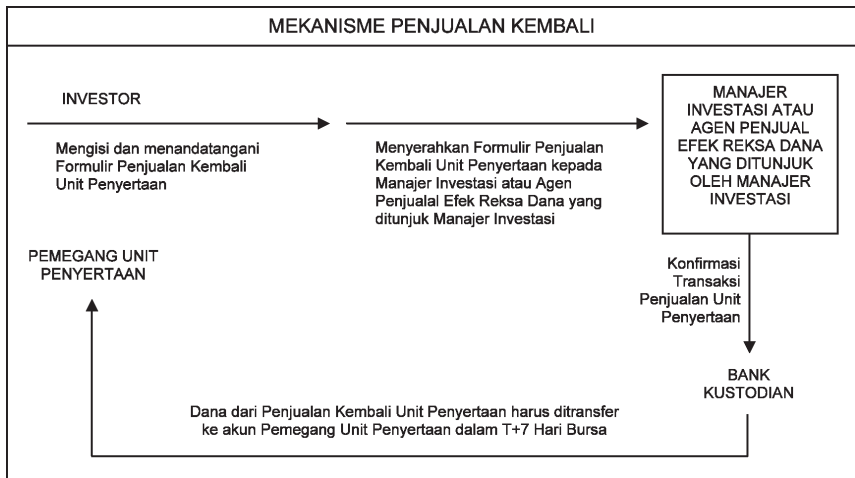 MEKANISME PENJUALAN KEMBALI
INVESTOR
Mengisi dan menandatangani
Formulir Penjualan Kembali
Unit Penyertaan
Menyerahkan Formulir Penjualan
Kembali Unit Penyertaan kepada
Manajer Investasi atau Agen
Penjualal Efek Reksa Dana yang
ditunjuk Manajer Investasi
MANAJER
INVESTASI ATAU
AGEN PENJUAL
EFEK REKSA DANA
YANG DITUNJUK
OLEH MANAJER
INVESTASI
PEMEGANG UNIT
PENYERTAAN
Konfirmasi
Transaksi
Penjualan Unit
Penyertaan
BANK
KUSTODIAN
Dana dari Penjualan Kembali Unit Penyertaan harus ditransfer
ke akun Pemegang Unit Penyertaan dalam T+7 Hari Bursa